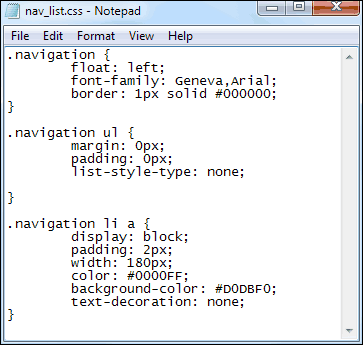 nav_list.css - Notepad
File Edit Format View Help
.navigation {
float: left;
font-family: Geneva,Arial;
border: 1px solid #000000;
}
.navigation ul {
margin: 0px;
padding: 0px;
list-style-type: none;
}
.navigation li a {
display: block;
padding: 2px;
width: 180px;
color: #0000FF;
background-color: #D0DBF0;
text-decoration: none;
}